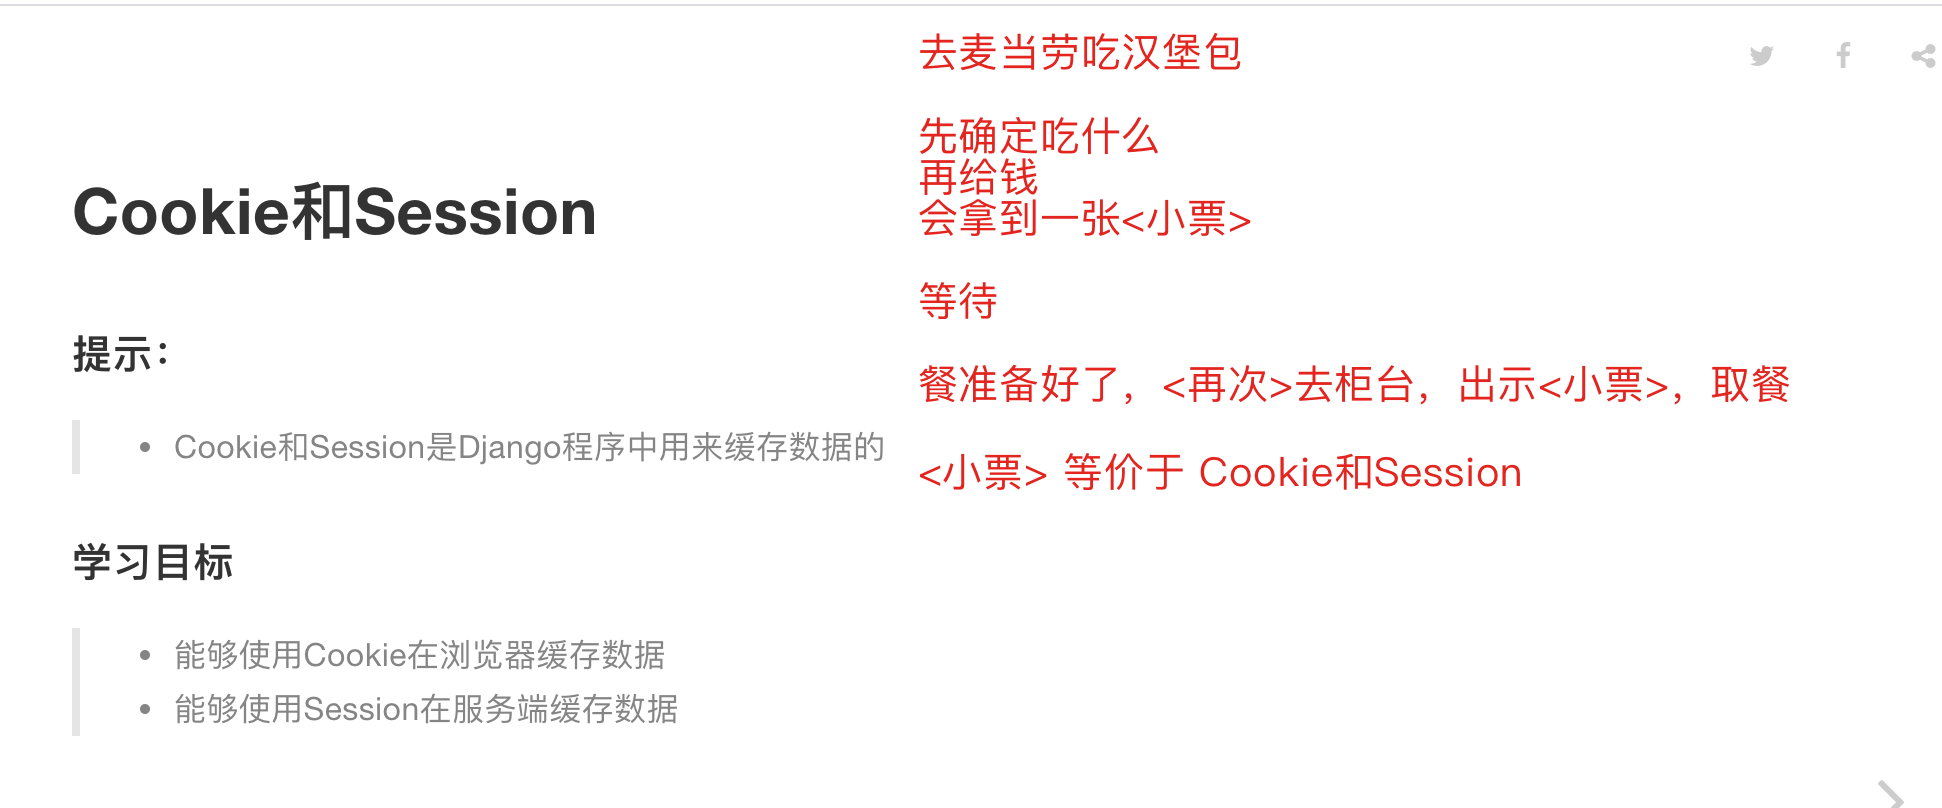 去麦当劳吃汉堡包
先确定吃什么
再给钱
会拿到一张<小票>
等待
餐准备好了，<再次>去柜台，出示<小票>，取餐
<小票> 等价于 Cookie和Session
Cookie和Session
提示：
• Cookie和Session是Django程序中用来缓存数据的
学习目标
• 能够使用Cookie在浏览器缓存数据
• 能够使用Session在服务端缓存数据